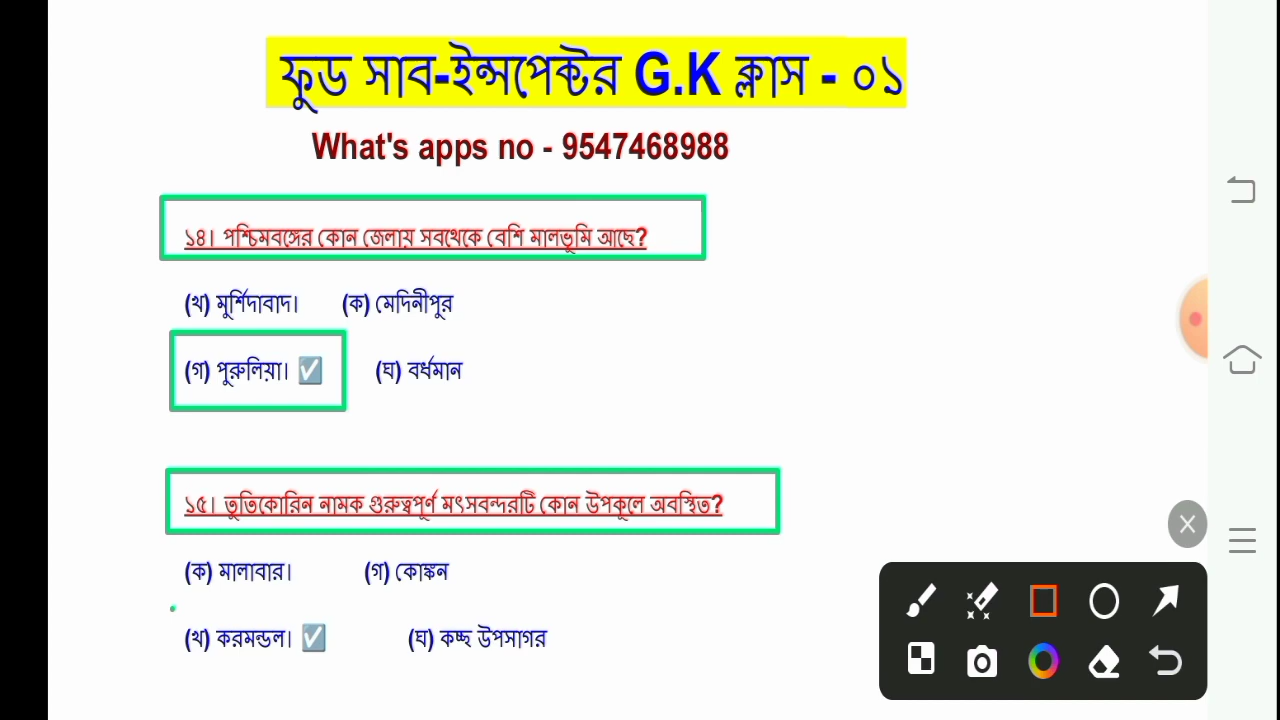 ফুড সাব-ইন্সপেক্টর G.K ক্লাস - ০১
What's apps no - 9547468988
১৪। পশ্চিমবঙ্গের কোন জেলায় সবথেকে বেশি মালভূমি আছে?
(খ) মুর্শিদাবাদ। (ক) মেদিনীপুর
(গ) পুরুলিয়া। ☑ (ঘ) বর্ধমান
১৫। তুতিকোরিন নামক গুরুত্বপূর্ণ মৎসবন্দরটি কোন উপকূলে অবস্থিত?
(ক) মালাবার। (গ) কোঙ্কন
(খ) করমন্ডল। ☑ (ঘ) কচ্ছ উপসাগর